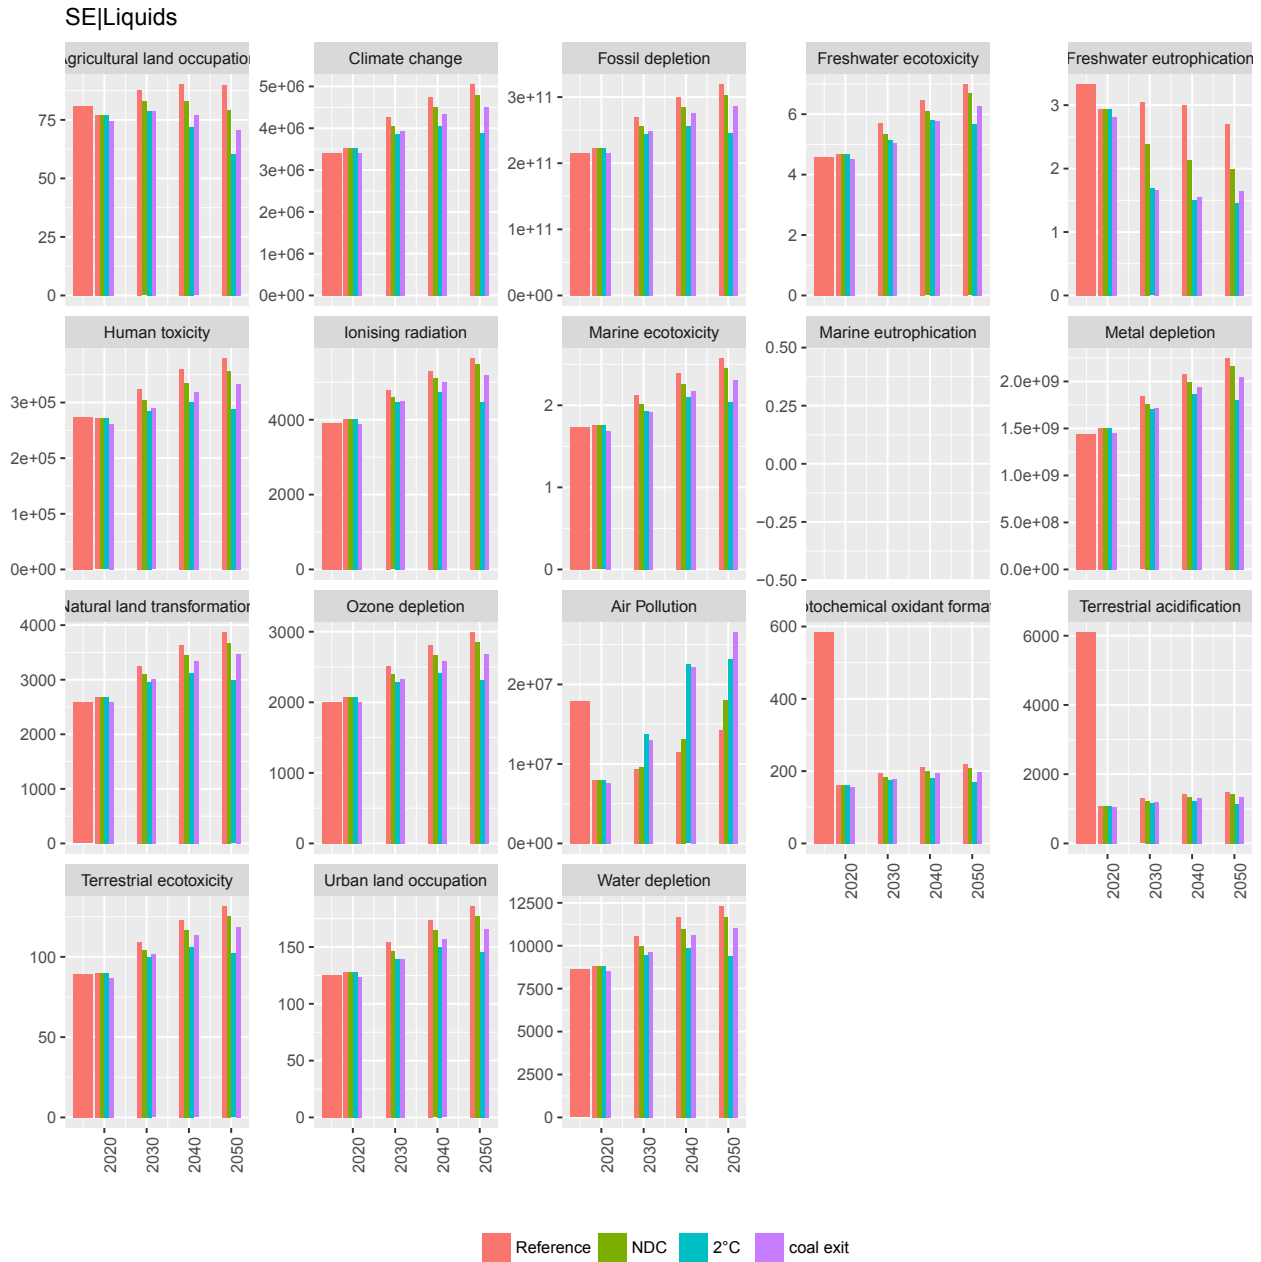 SE|Liquids
Agricultural land occupation Climate change Fossil depletion Freshwater ecotoxicity Freshwater eutrophication
75
50
25
0
5e+06
4e+06
3e+06
2e+06
1e+06
0e+00
3e+11
2e+11
1e+11
0e+00
6
4
2
0
3
2
1
0
Human toxicity Ionising radiation Marine ecotoxicity Marine eutrophication Metal depletion
3e+05
2e+05
1e+05
0e+00
4000
2000
0
2
1
0
0.50
0.25
0.00
−0.25
−0.50
2.0e+09
1.5e+09
1.0e+09
5.0e+08
0.0e+00
Natural land transformation Ozone depletion Air Pollution otochemical oxidant format Terrestrial acidification
4000
3000
2000
1000
0
3000
2000
1000
0
2e+07
1e+07
0e+00
600
400
200
0
6000
4000
2000
0
2020 2030 2040 2050
2020 2030 2040 2050
Terrestrial ecotoxicity Urban land occupation Water depletion
100
50
0
150
100
50
0
12500
10000
7500
5000
2500
0
2020 2030 2040 2050
2020 2030 2040 2050
2020 2030 2040 2050
Reference NDC 2°C coal exit